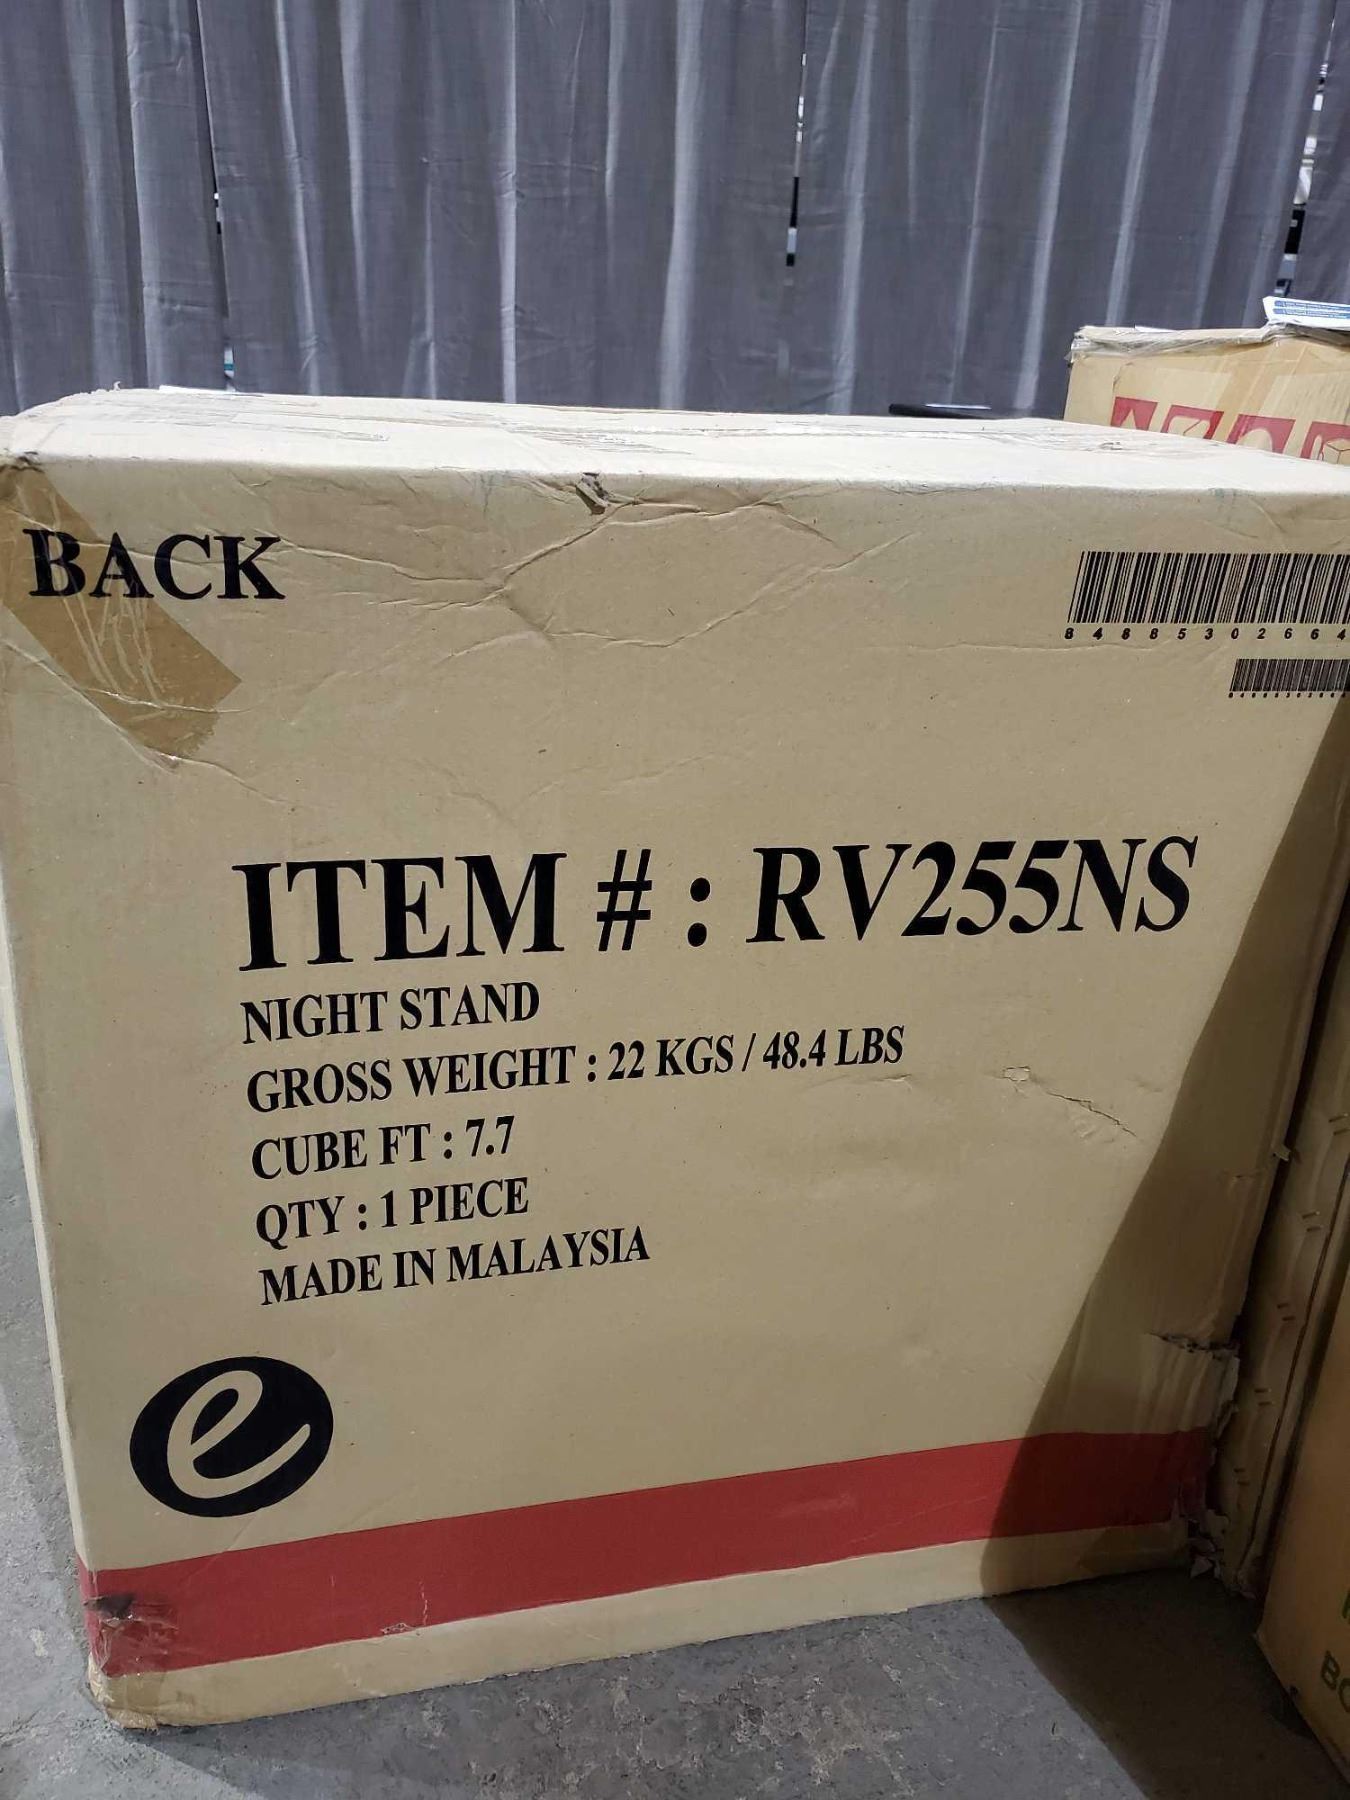 BACK
84885302664
ITEM # : RV255NS
NIGHT STAND
GROSS WEIGHT : 22 KGS / 48.4 LBS
CUBE FT : 7.7
QTY : 1 PIECE
MADE IN MALAYSIA
e